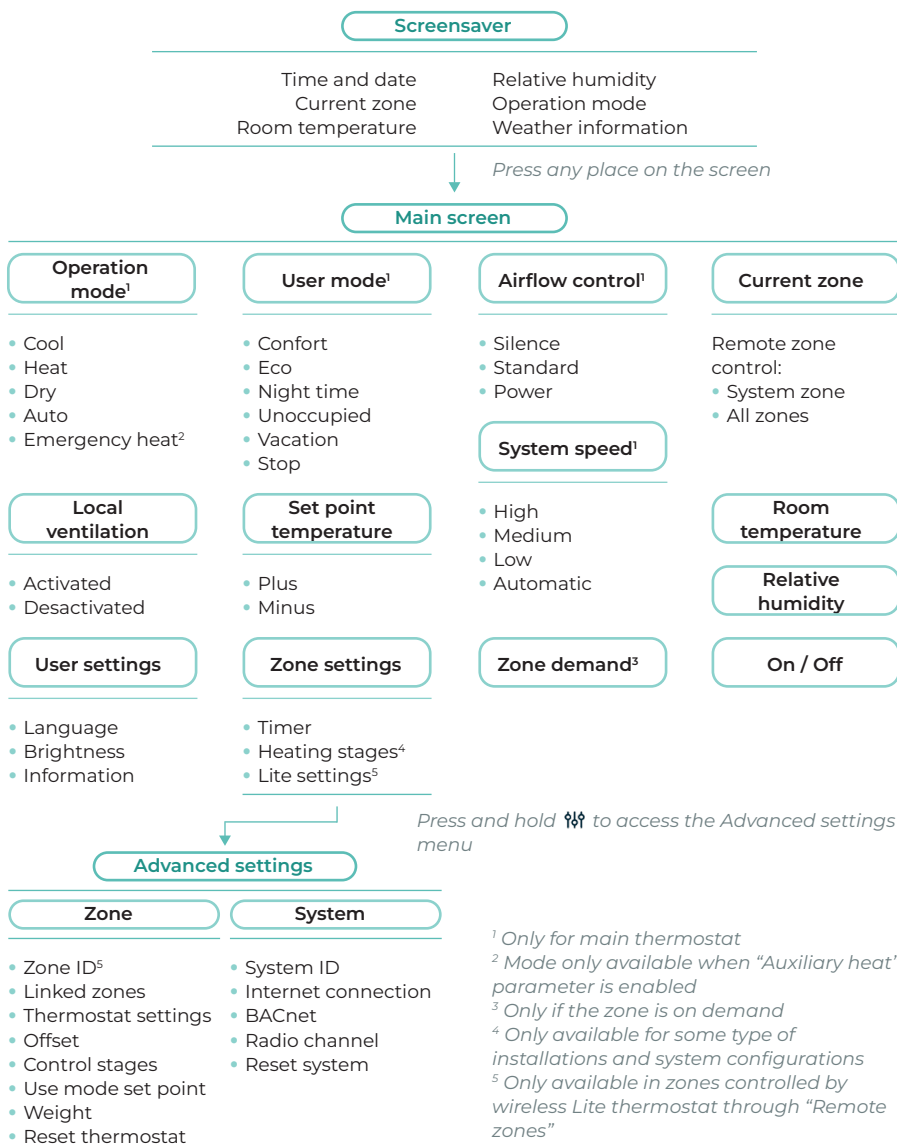 Screensaver
Time and date
Current zone
Room temperature
Relative humidity
Operation mode
Weather information
Press any place on the screen
Main screen
Operation
mode¹
• Cool
• Heat
• Dry
• Auto
• Emergency heat²
User mode¹
• Confort
• Eco
• Night time
• Unoccupied
• Vacation
• Stop
Airflow control¹
• Silence
• Standard
• Power
System speed¹
• High
• Medium
• Low
• Automatic
Current zone
Remote zone
control:
• System zone
• All zones
Local
ventilation
• Activated
• Desactivated
Set point
temperature
• Plus
• Minus
Room
temperature
Relative
humidity
User settings
• Language
• Brightness
• Information
Zone settings
• Timer
• Heating stages⁴
• Lite settings⁵
Zone demand³
On / Off
Press and hold to access the Advanced settings
menu
Advanced settings
Zone
• Zone ID⁵
• Linked zones
• Thermostat settings
• Offset
• Control stages
• Use mode set point
• Weight
• Reset thermostat
System
• System ID
• Internet connection
• BACnet
• Radio channel
• Reset system
¹ Only for main thermostat
² Mode only available when “Auxiliary heat”
parameter is enabled
³ Only if the zone is on demand
⁴ Only available for some type of
installations and system configurations
⁵ Only available in zones controlled by
wireless Lite thermostat through “Remote
zones”